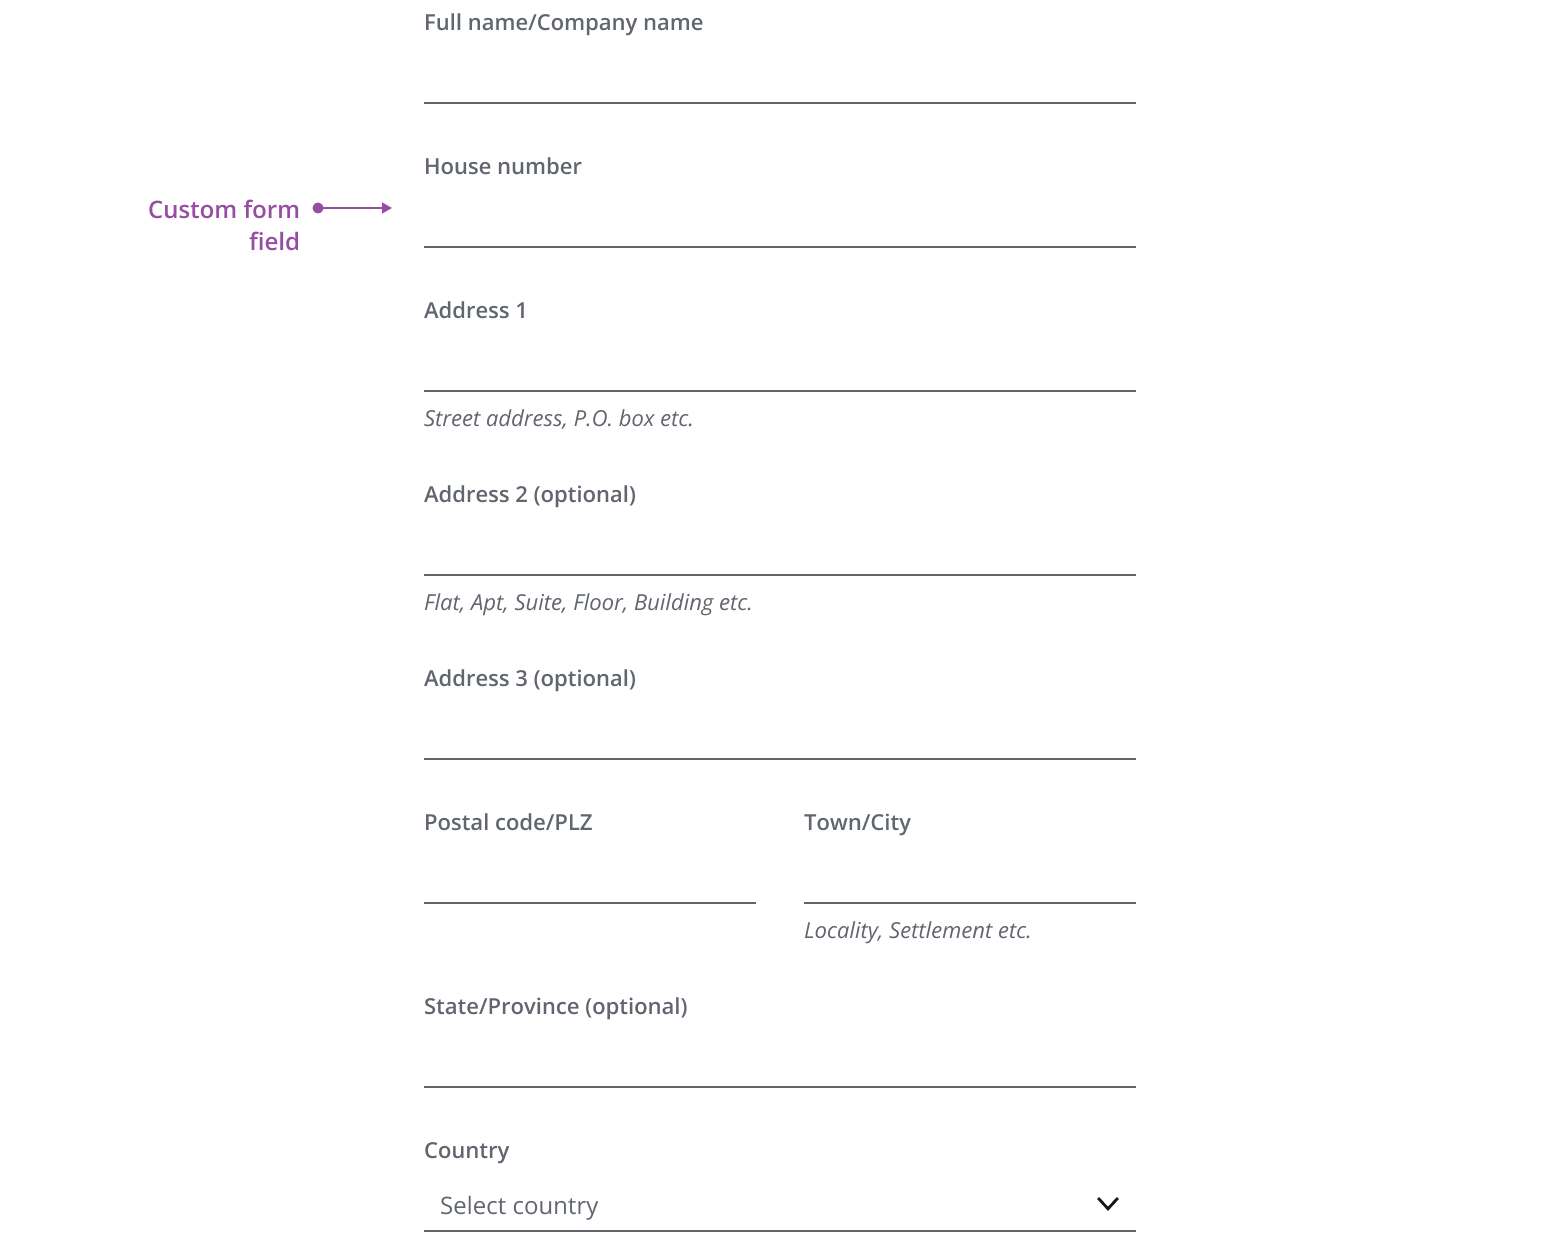 Full name/Company name
House number
Custom form
field
Address 1
Street address, P.O. box etc.
Address 2 (optional)
Flat, Apt, Suite, Floor, Building etc.
Address 3 (optional)
Postal code/PLZ
Town/City
Locality, Settlement etc.
State/Province (optional)
Country
Select country